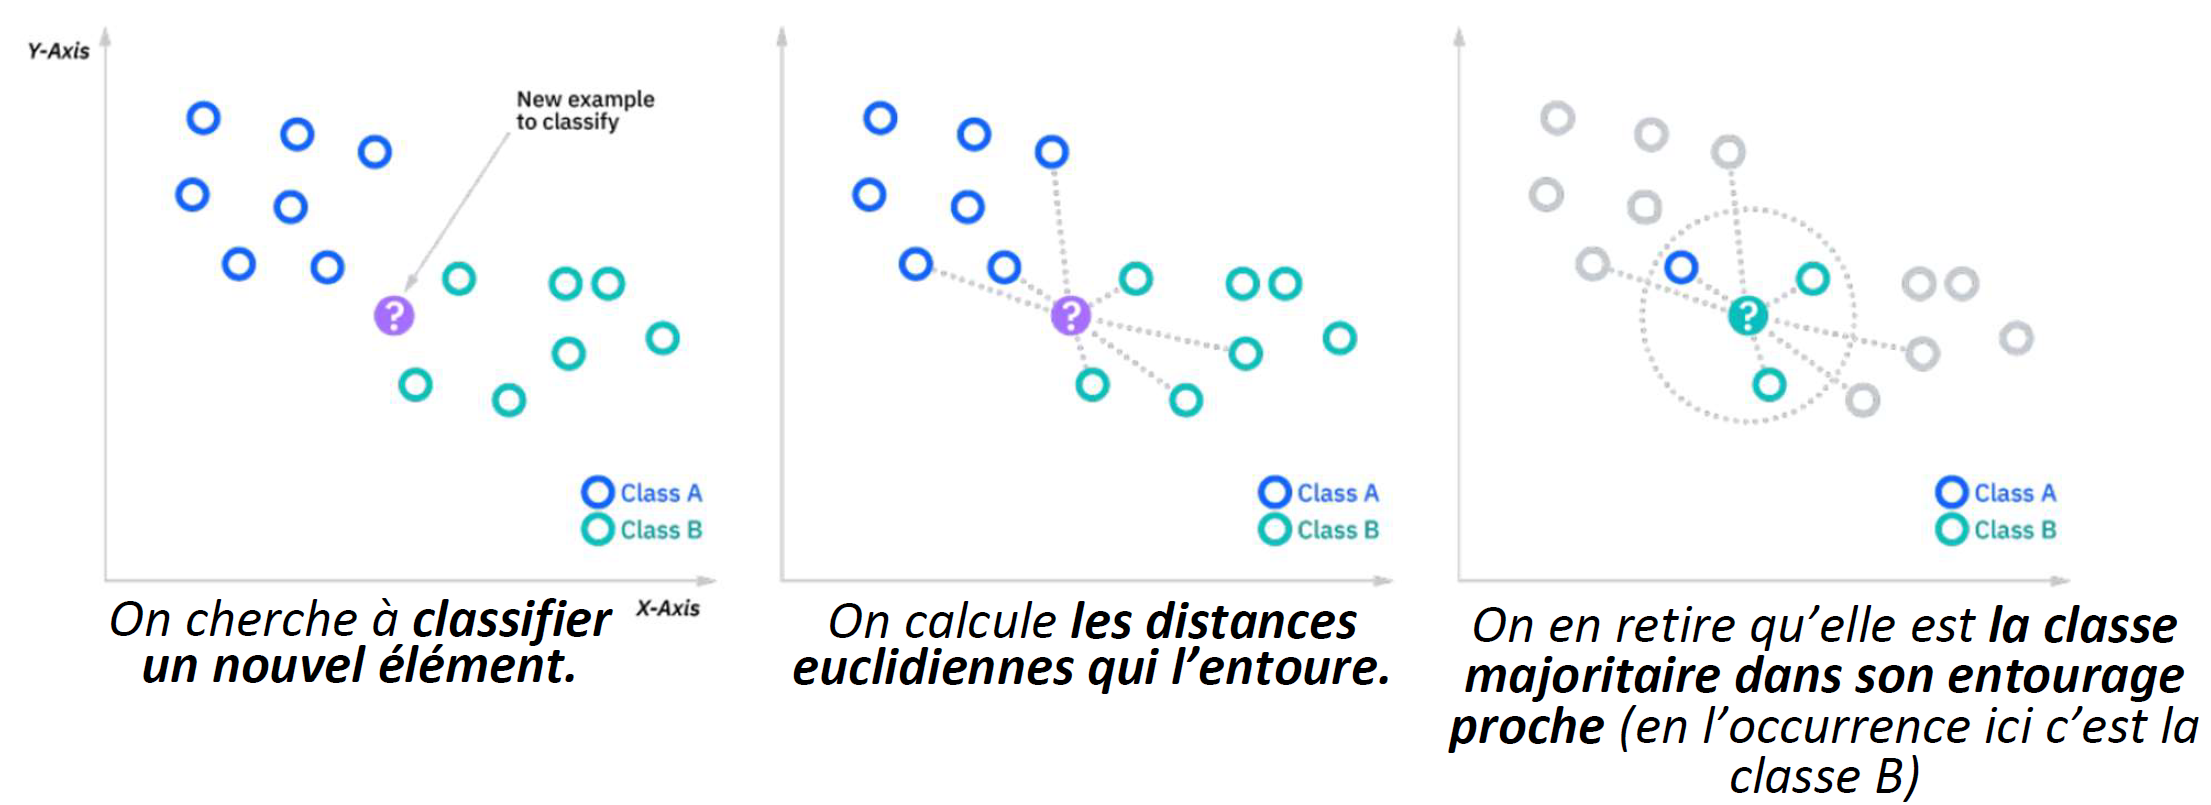 Y-Axis
New example
to classify
?
Class A
Class B
X-Axis
On cherche à classifier
un nouvel élément.
?
Class A
Class B
On calcule les distances
euclidiennes qui l’entoure.
?
Class A
Class B
On en retire qu’elle est la classe
majoritaire dans son entourage
proche (en l’occurrence ici c’est la
classe B)